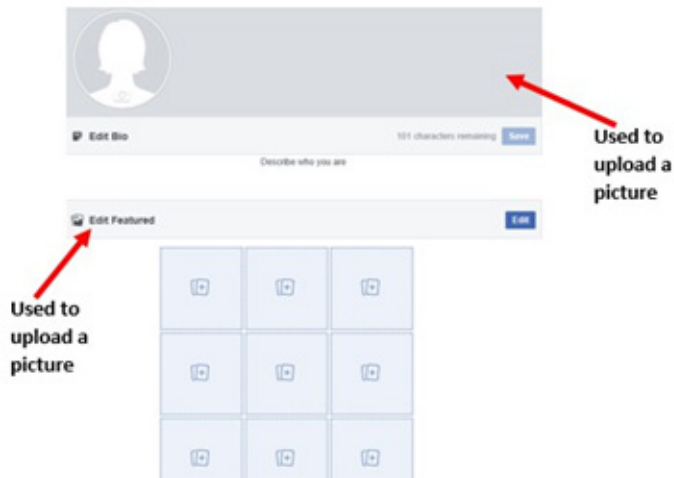 Edit Bio
101 characters remaining
Save
Describe who you are
Used to
upload a
picture
Edit Featured
Edit
Used to
upload a
picture